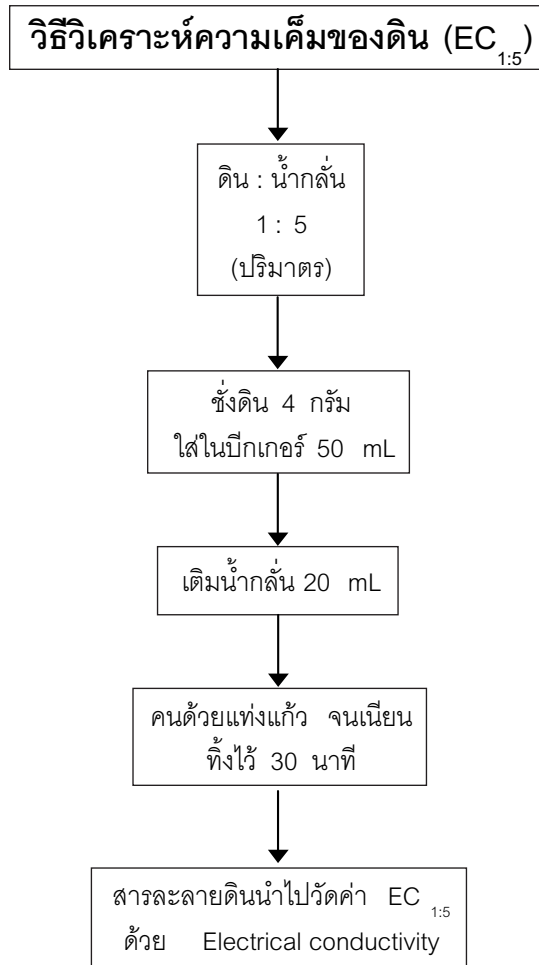 วิธีวิเคราะห์ความเค็มของดิน (EC1:5)
ดิน : น้ำกลั่น
1 : 5
(ปริมาตร)
ชั่งดิน 4 กรัม
ใส่ในบีกเกอร์ 50 mL
เติมน้ำกลั่น 20 mL
คนด้วยแท่งแก้ว จนเนียน
ทิ้งไว้ 30 นาที
สารละลายดินนำไปวัดค่า EC 1:5
ด้วย Electrical conductivity